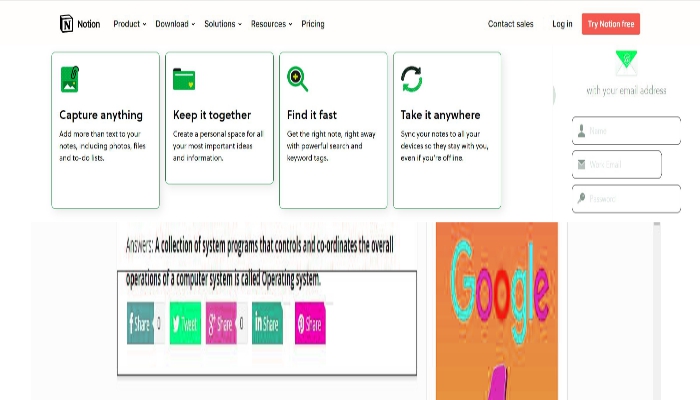 Notion
Product Download Solutions Resources Pricing
Contact sales Log in Try Notion free
Capture anything
Add more than text to your
notes, including photos, files
and to-do lists.
Keep it together
Create a personal space for all
your most important ideas
and information.
Find it fast
Get the right note, right away
with powerful search and
keyword tags.
Take it anywhere
Sync your notes to all your
devices so they stay with you,
even if you're offline.
with your email address
Name
Work Email
Password
Answers: A collection of system programs that controls and co-ordinates the overall
operations of a computer system is called Operating system.
f Share 0 Tweet g+ Share 0 in Share Share
Google